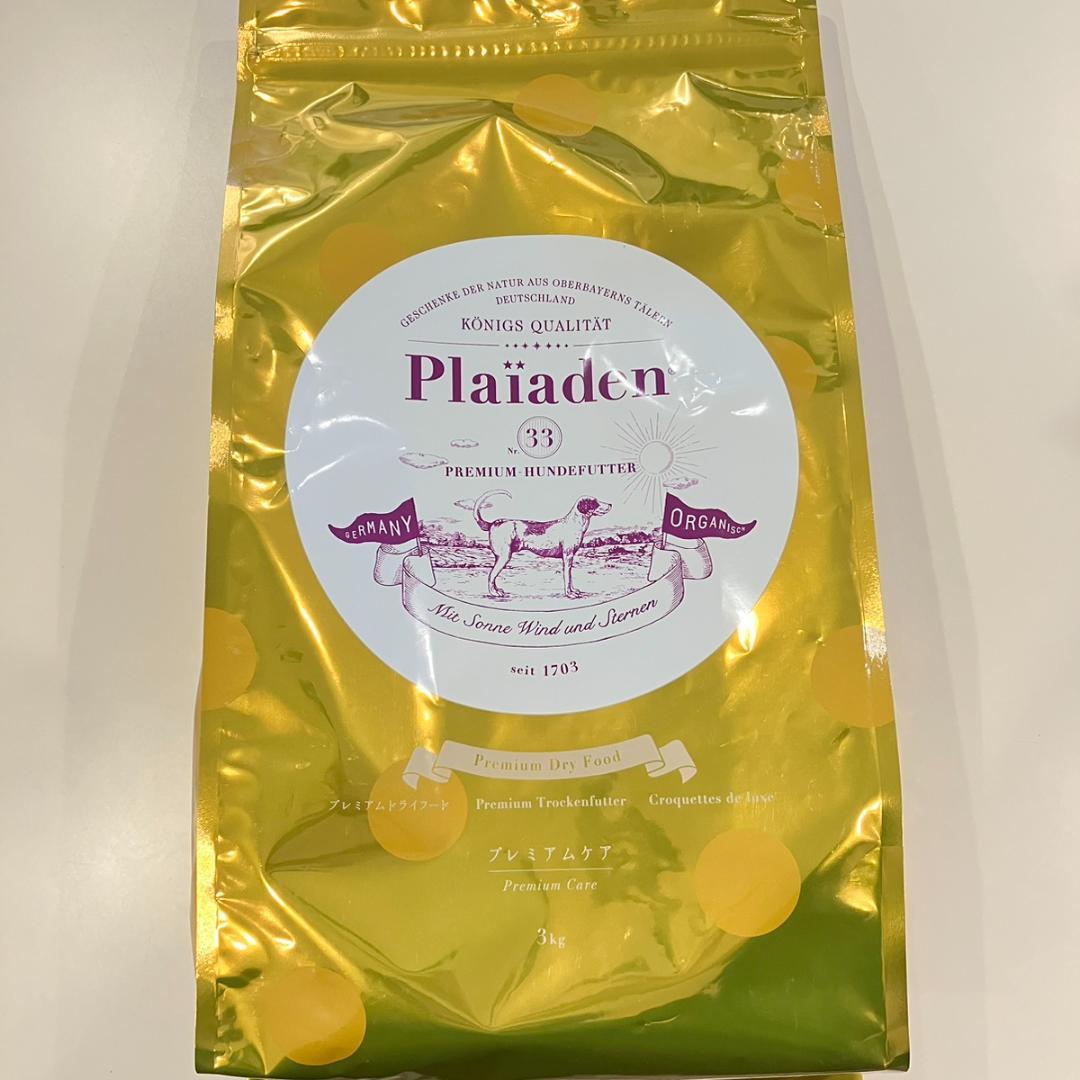 GESCHENKE DER NATUR AUS OBERBAYERNS TÄLERN
DEUTSCHLAND
KÖNIGS QUALITÄT
Plaïaden
Nr. 33
PREMIUM-HUNDEFUTTER
GERMANY
ORGANISCH
Mit Sonne Wind und Sternen
seit 1703
Premium Dry Food
プレミアムドライフード Premium Trockenfutter Croquettes de luxe
プレミアムケア
Premium Care
3kg